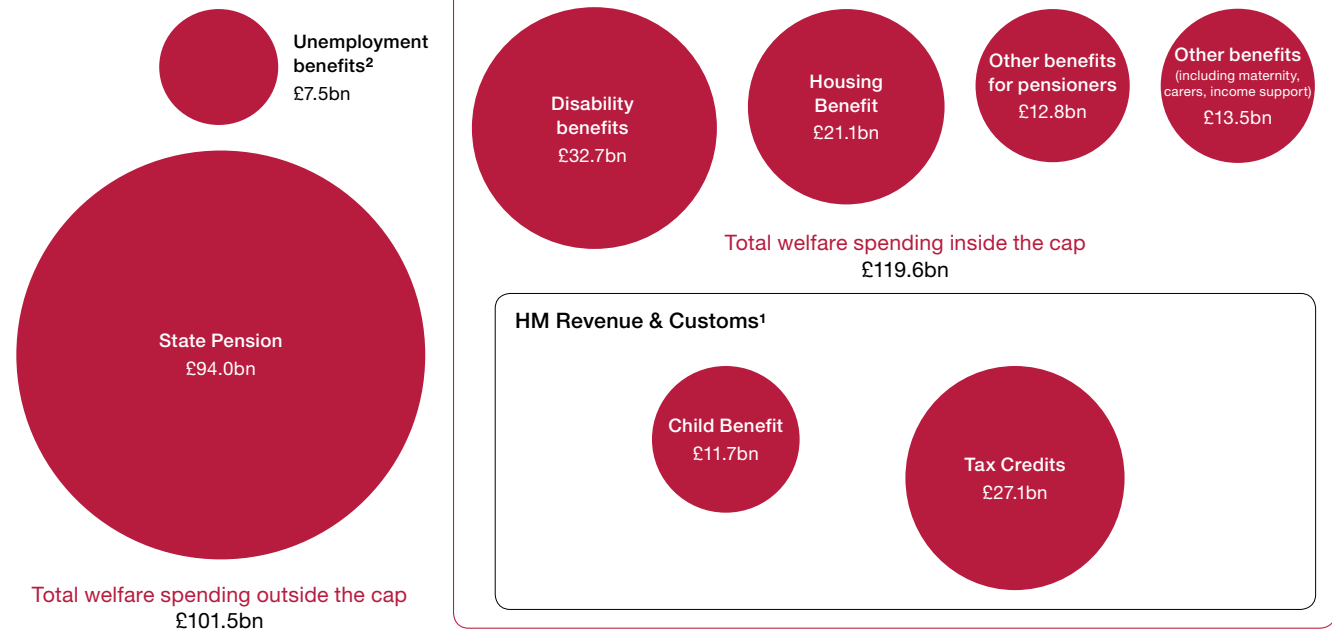 Unemployment
benefits²
£7.5bn
State Pension
£94.0bn
Total welfare spending outside the cap
£101.5bn
Disability
benefits
£32.7bn
Housing
Benefit
£21.1bn
Other benefits
for pensioners
£12.8bn
Other benefits
(including maternity,
carers, income support)
£13.5bn
Total welfare spending inside the cap
£119.6bn
HM Revenue & Customs¹
Child Benefit
£11.7bn
Tax Credits
£27.1bn